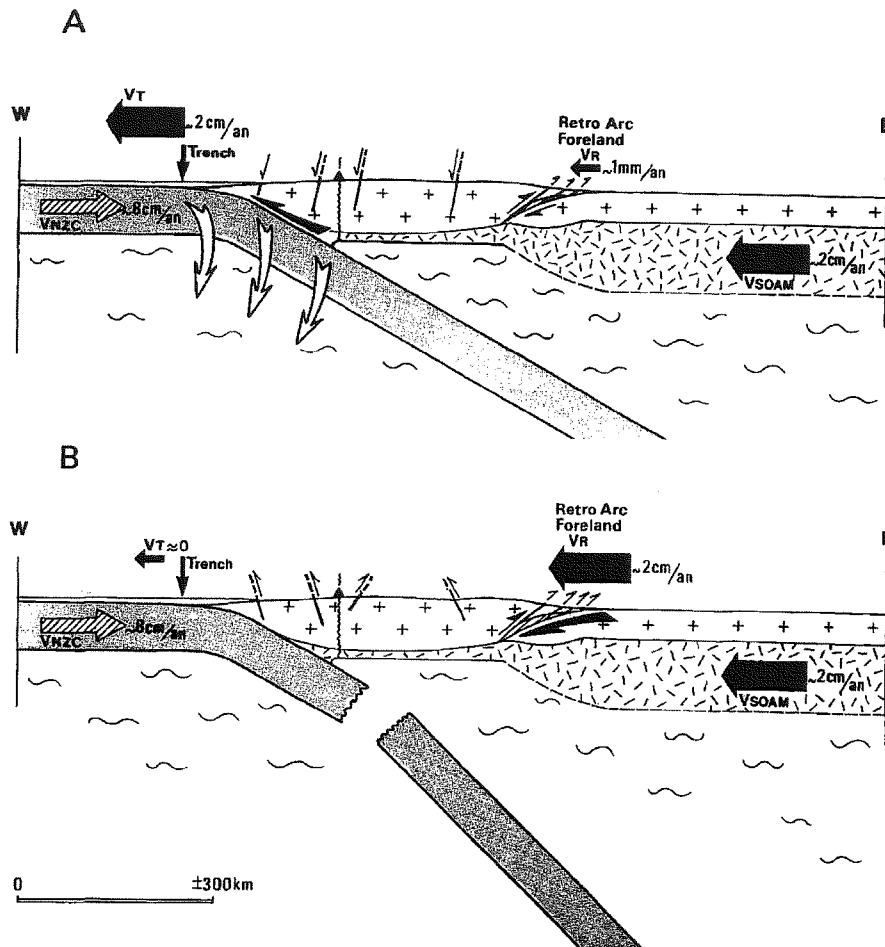 A
W
VT
~2cm/an
Trench
Retro Arc
Foreland
VR
~1mm/an
~8cm/an
VNZC
~2cm/an
VSOAM
B
W
VT≈0
Trench
Retro Arc
Foreland
VR
~2cm/an
~8cm/an
VNZC
~2cm/an
VSOAM
0 ±300km